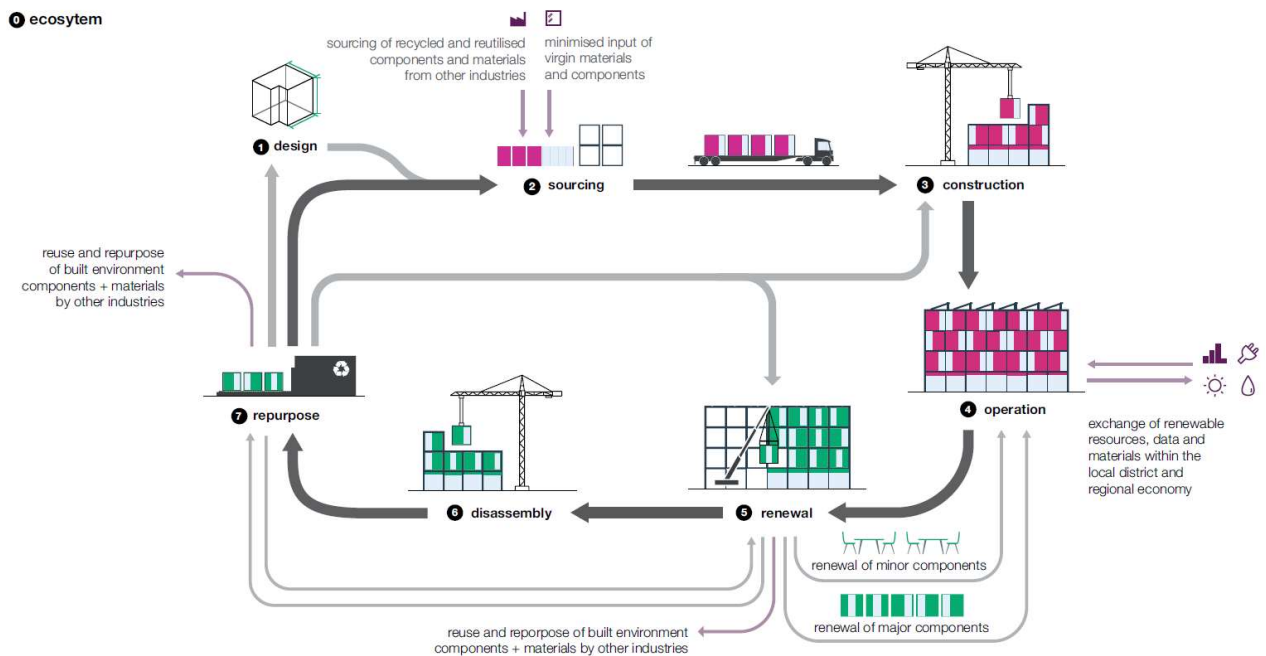 0 ecosytem
sourcing of recycled and reutilised
components and materials
from other industries
minimised input of
virgin materials
and components
1 design
2 sourcing
3 construction
reuse and repurpose
of built environment
components + materials
by other industries
7 repurpose
4 operation
exchange of renewable
resources, data and
materials within the
local district and
regional economy
6 disassembly
5 renewal
renewal of minor components
renewal of major components
reuse and reporpose of built environment
components + materials by other industries